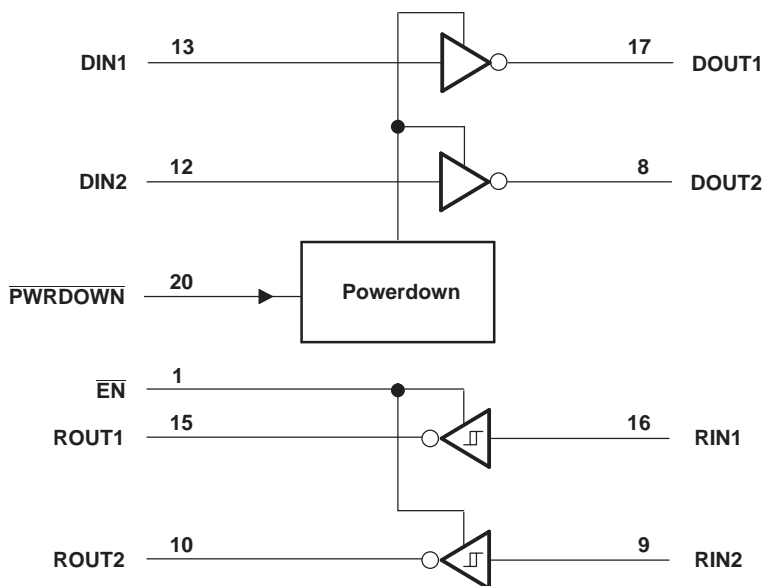 DIN1 13 17 DOUT1
DIN2 12 8 DOUT2
PWRDOWN 20 Powerdown
EN 1
ROUT1 15 16 RIN1
ROUT2 10 9 RIN2